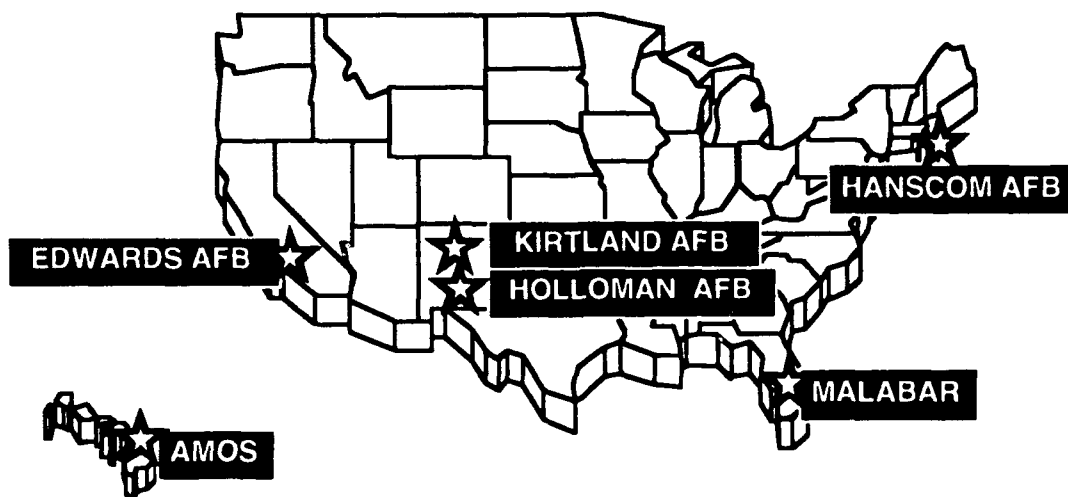 HANSCOM AFB
EDWARDS AFB
KIRTLAND AFB
HOLLOMAN AFB
MALABAR
AMOS